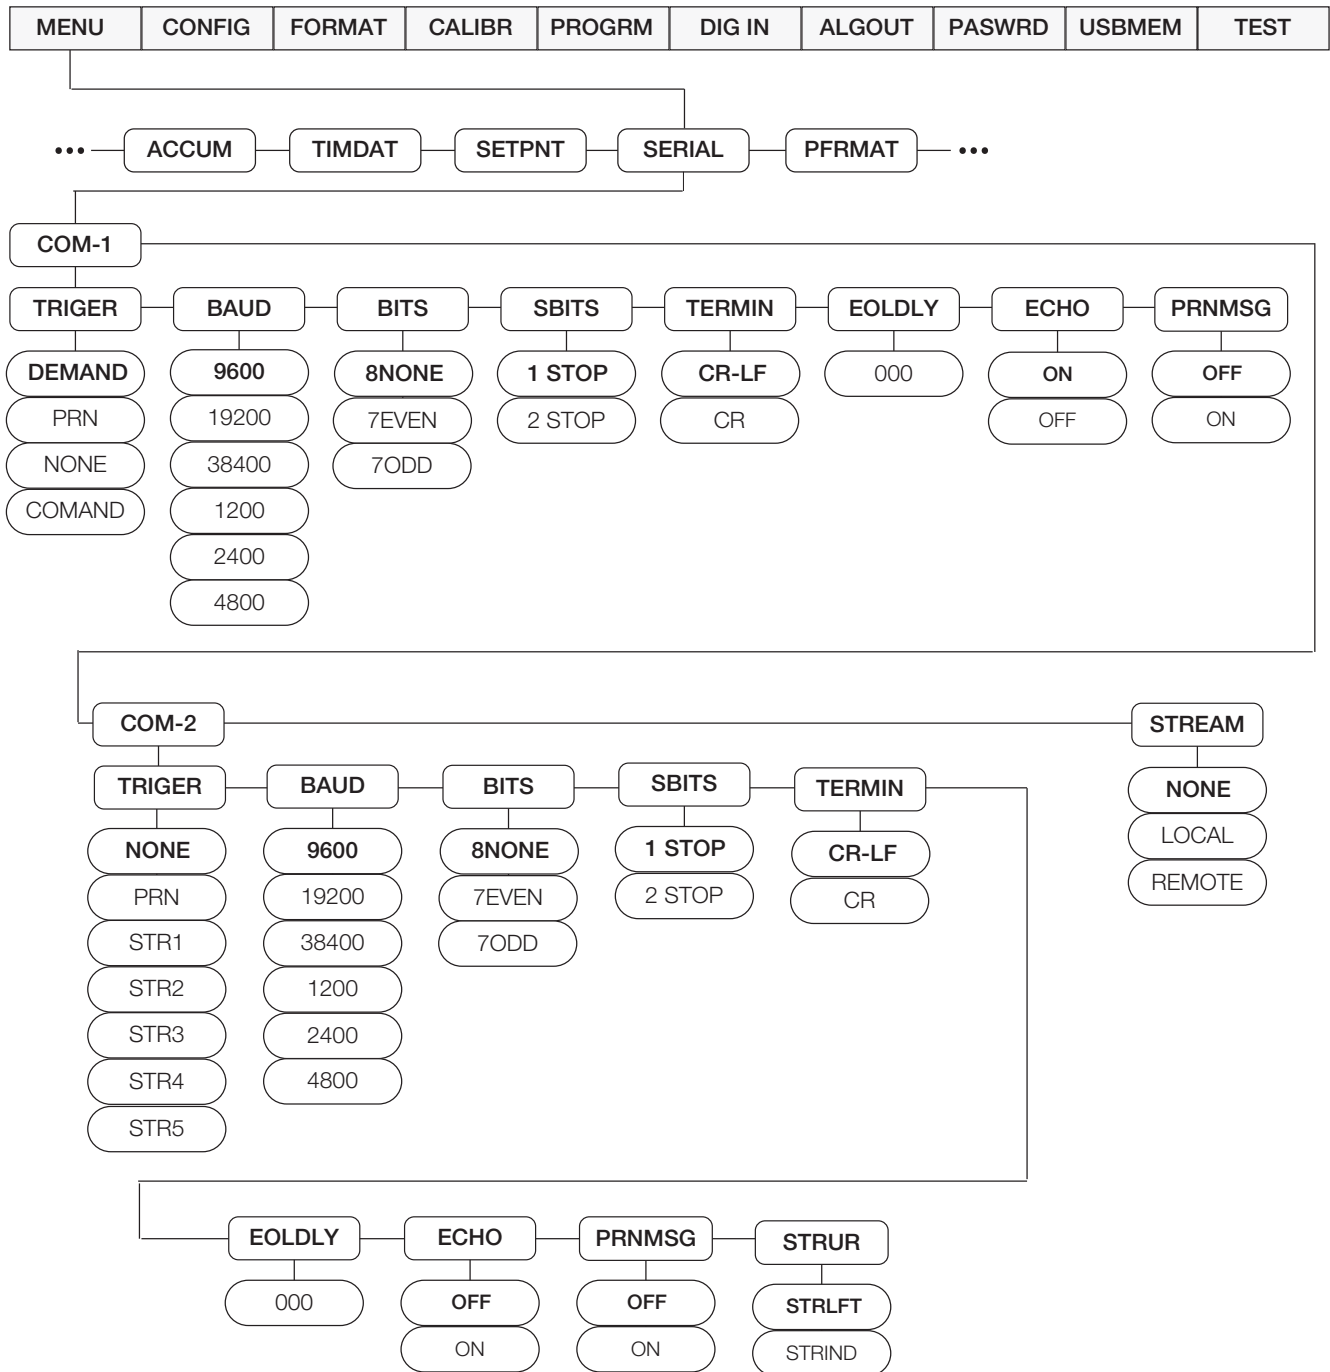 MENU CONFIG FORMAT CALIBR PROGRM DIG IN ALGOUT PASWRD USBMEM TEST
••• ACCUM TIMDAT SETPNT SERIAL PFRMAT •••
COM-1
TRIGER BAUD BITS SBITS TERMIN EOLDLY ECHO PRNMSG
DEMAND 9600 8NONE 1 STOP CR-LF 000 ON OFF
PRN 19200 7EVEN 2 STOP CR OFF ON
NONE 38400 7ODD
COMAND 1200
2400
4800
COM-2 STREAM
TRIGER BAUD BITS SBITS TERMIN NONE
NONE 9600 8NONE 1 STOP CR-LF LOCAL
PRN 19200 7EVEN 2 STOP CR REMOTE
STR1 38400 7ODD
STR2 1200
STR3 2400
STR4 4800
STR5
EOLDLY ECHO PRNMSG STRUR
000 OFF OFF STRLFT
ON ON STRIND